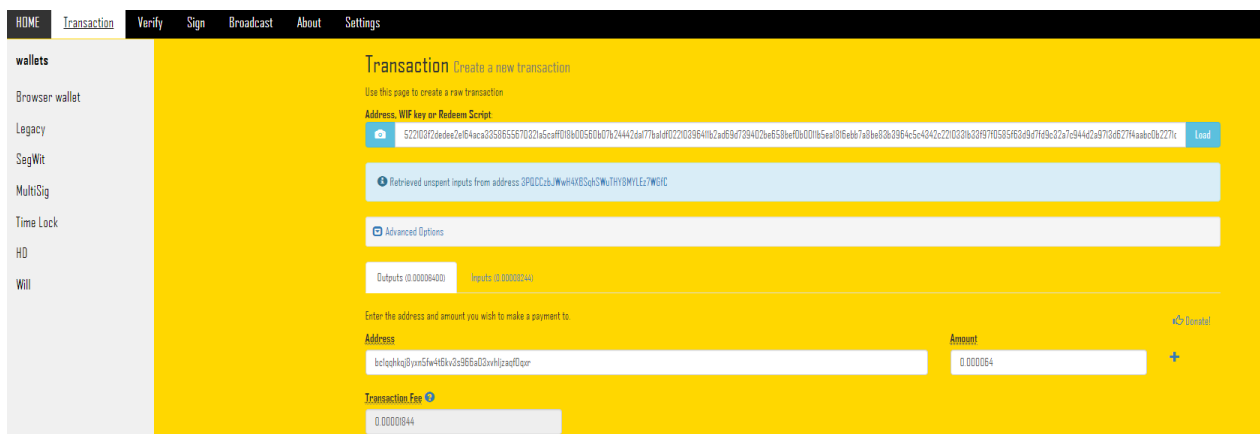 HOME Transaction Verify Sign Broadcast About Settings
wallets
Browser wallet
Legacy
SegWit
MultiSig
Time Lock
HD
Will
Transaction Create a new transaction
Use this page to create a raw transaction
Address, WIF key or Redeem Script
Load
Retrieved unspent inputs from address
Advanced Options
Outputs (0.00006400) Inputs (0.00008244)
Enter the address and amount you wish to make a payment to.
Donate!
Address Amount
0.000064
Transaction Fee
0.00001844